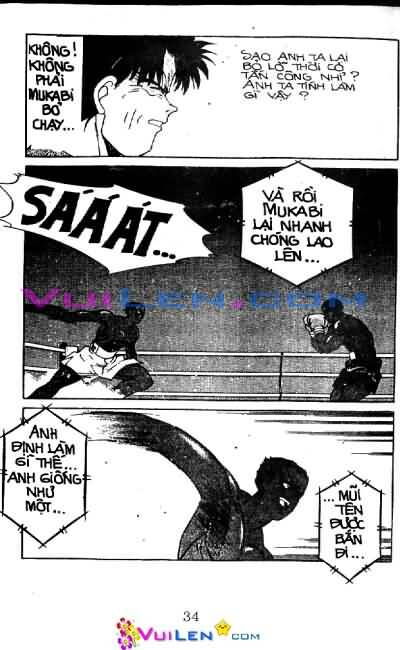 KHÔNG!
KHÔNG
PHẢI
MUKABI
BỎ
CHẠY...
SAO ANH TA LẠI
BỎ LỠ THỜI CƠ
TẤN CÔNG NHỈ?
ANH TA TÍNH LÀM
GÌ VẬY?
SÁÁÁT...
VÀ RỒI
MUKABI
LẠI NHANH
CHÓNG LAO
LÊN...
VUILEN.COM
ANH
ĐỊNH LÀM
GÌ THẾ...
ANH GIỐNG
NHƯ
MỘT...
...MŨI
TÊN
ĐƯỢC
BẮN
ĐI...
34
VUILEN.COM